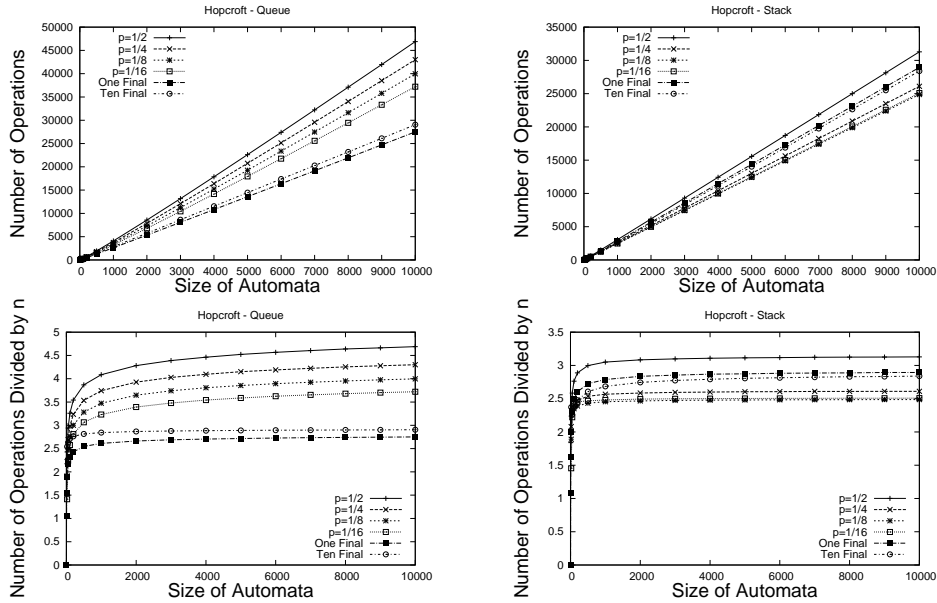 Hopcroft - Queue
Number of Operations
50000
45000
40000
35000
30000
25000
20000
15000
10000
5000
0
p=1/2
p=1/4
p=1/8
p=1/16
One Final
Ten Final
0 1000 2000 3000 4000 5000 6000 7000 8000 9000 10000
Size of Automata
Hopcroft - Stack
Number of Operations
35000
30000
25000
20000
15000
10000
5000
0
p=1/2
p=1/4
p=1/8
p=1/16
One Final
Ten Final
0 1000 2000 3000 4000 5000 6000 7000 8000 9000 10000
Size of Automata
Hopcroft - Queue
Number of Operations Divided by n
5
4.5
4
3.5
3
2.5
2
1.5
1
0.5
0
p=1/2
p=1/4
p=1/8
p=1/16
One Final
Ten Final
0 2000 4000 6000 8000 10000
Size of Automata
Hopcroft - Stack
Number of Operations Divided by n
3.5
3
2.5
2
1.5
1
0.5
0
p=1/2
p=1/4
p=1/8
p=1/16
One Final
Ten Final
0 1000 2000 3000 4000 5000 6000 7000 8000 9000 10000
Size of Automata